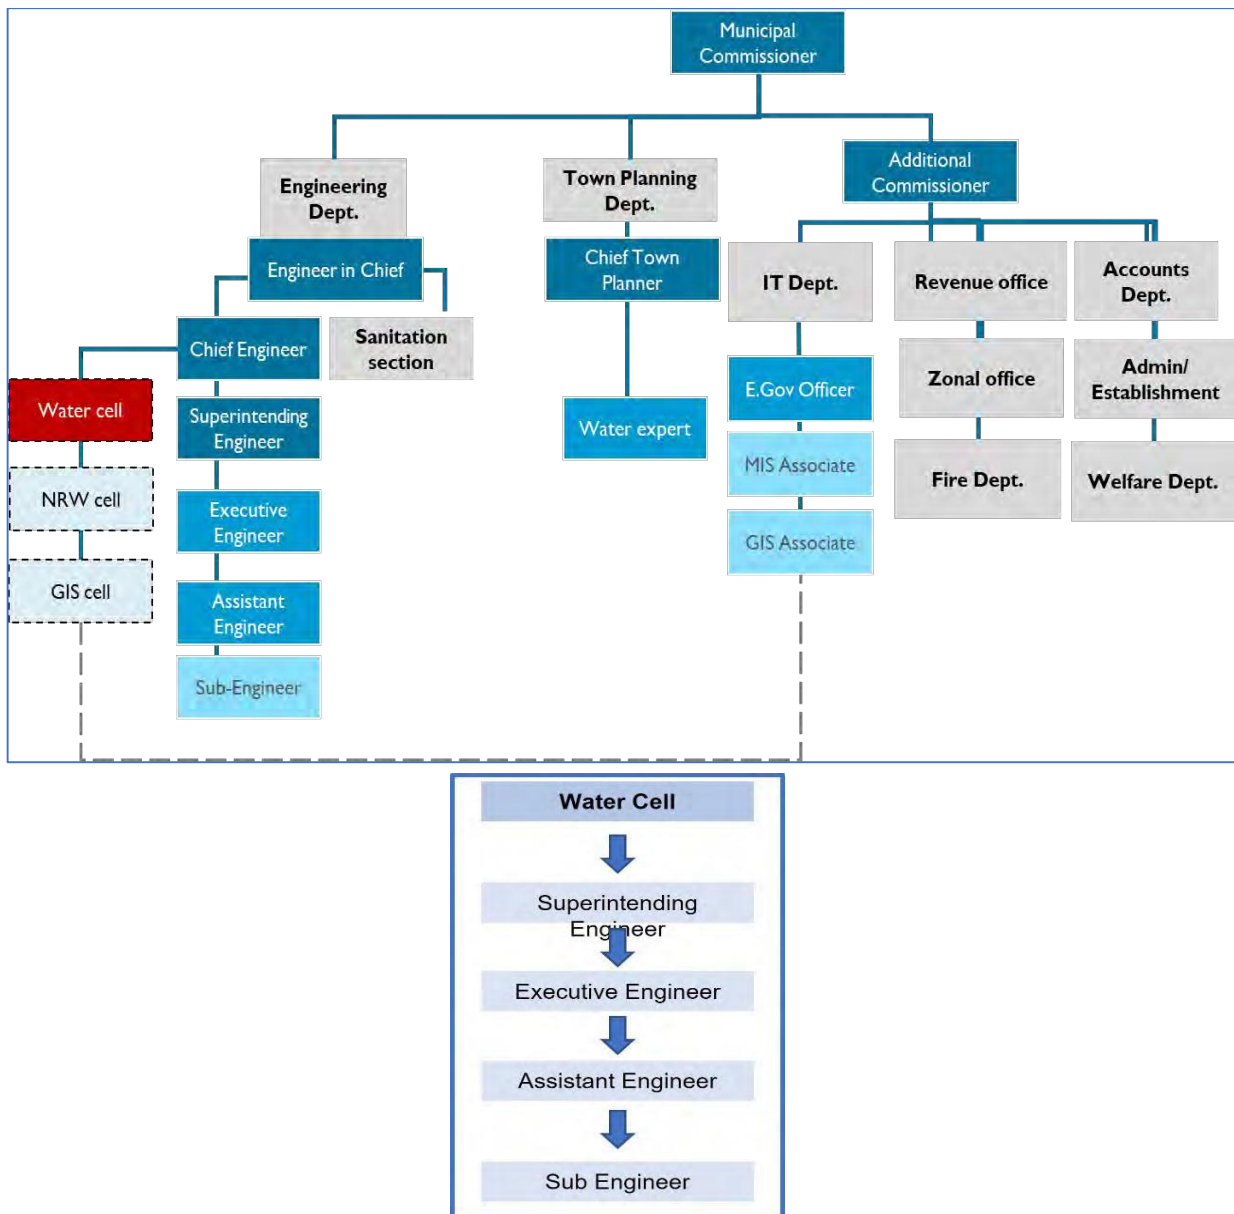 Municipal
Commissioner
Additional
Commissioner
Engineering
Dept.
Town Planning
Dept.
Engineer in Chief
Chief Town
Planner
IT Dept.
Revenue office
Accounts
Dept.
Chief Engineer
Sanitation
section
Water cell
Superintending
Engineer
Water expert
E.Gov Officer
Zonal office
Admin/
Establishment
NRW cell
Executive
Engineer
MIS Associate
Fire Dept.
Welfare Dept.
GIS cell
Assistant
Engineer
GIS Associate
Sub-Engineer
Water Cell
Superintending
Engineer
Executive Engineer
Assistant Engineer
Sub Engineer